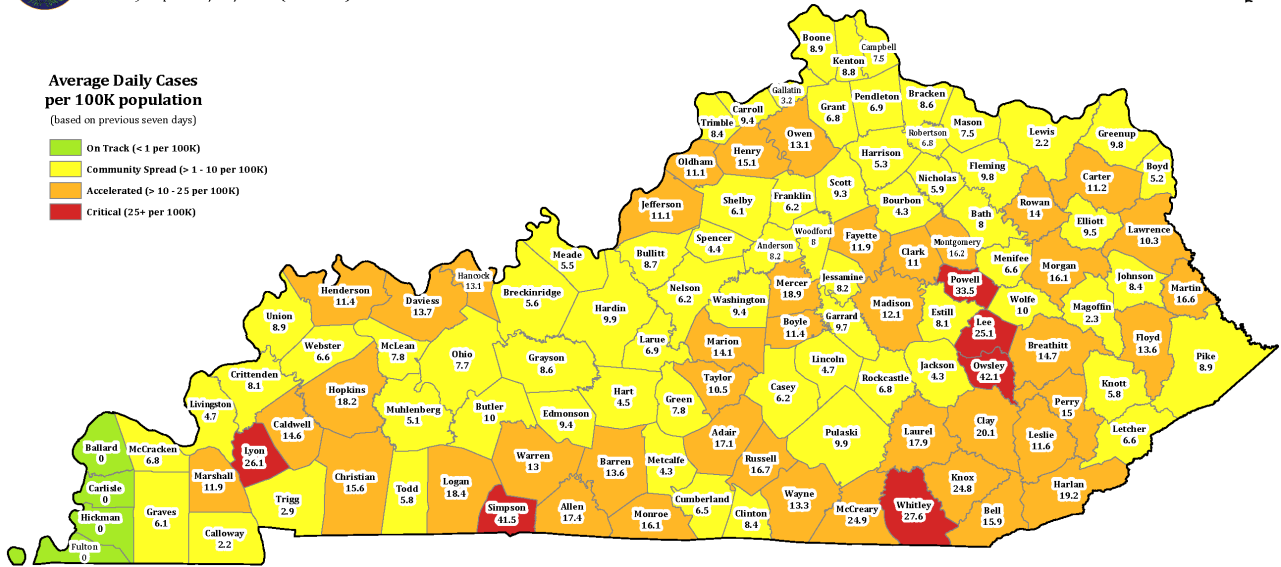 Average Daily Cases
per 100K population
(based on previous seven days)
On Track (< 1 per 100K)
Community Spread (> 1 - 10 per 100K)
Accelerated (> 10 - 25 per 100K)
Critical (25+ per 100K)
Boone
8.9
Kenton
8.8
Campbell
7.5
Gallatin
3.2
Carroll
9.4
Trimble
8.4
Grant
6.8
Pendleton
6.9
Bracken
8.6
Owen
13.1
Robertson
6.8
Mason
7.5
Lewis
2.2
Greenup
9.8
Henry
15.1
Oldham
11.1
Harrison
5.3
Fleming
9.8
Boyd
5.2
Carter
11.2
Nicholas
5.9
Scott
9.3
Jefferson
11.1
Shelby
6.1
Franklin
6.2
Bourbon
4.3
Bath
8
Rowan
14
Elliott
9.5
Lawrence
10.3
Spencer
4.4
Anderson
8.2
Woodford
8
Fayette
11.9
Clark
11
Montgomery
16.2
Menifee
6.6
Morgan
16.1
Johnson
8.4
Martin
16.6
Meade
5.5
Bullitt
8.7
Hancock
13.1
Henderson
11.4
Daviess
13.7
Breckinridge
5.6
Nelson
6.2
Washington
9.4
Mercer
18.9
Jessamine
8.2
Powell
33.5
Wolfe
10
Magoffin
2.3
Union
8.9
Hardin
9.9
Boyle
11.4
Garrard
9.7
Madison
12.1
Estill
8.1
Lee
25.1
Breathitt
14.7
Floyd
13.6
Pike
8.9
Webster
6.6
McLean
7.8
Ohio
7.7
Grayson
8.6
Larue
6.9
Marion
14.1
Lincoln
4.7
Rockcastle
6.8
Jackson
4.3
Owsley
42.1
Knott
5.8
Crittenden
8.1
Hopkins
18.2
Muhlenberg
5.1
Butler
10
Edmonson
9.4
Hart
4.5
Green
7.8
Taylor
10.5
Casey
6.2
Perry
15
Livingston
4.7
Caldwell
14.6
Lyon
26.1
Warren
13
Barren
13.6
Metcalfe
4.3
Adair
17.1
Russell
16.7
Pulaski
9.9
Laurel
17.9
Clay
20.1
Leslie
11.6
Letcher
6.6
Ballard
0
McCracken
6.8
Marshall
11.9
Carlisle
0
Hickman
0
Fulton
0
Graves
6.1
Calloway
2.2
Trigg
2.9
Christian
15.6
Todd
5.8
Logan
18.4
Simpson
41.5
Allen
17.4
Monroe
16.1
Cumberland
6.5
Clinton
8.4
Wayne
13.3
McCreary
24.9
Whitley
27.6
Knox
24.8
Bell
15.9
Harlan
19.2